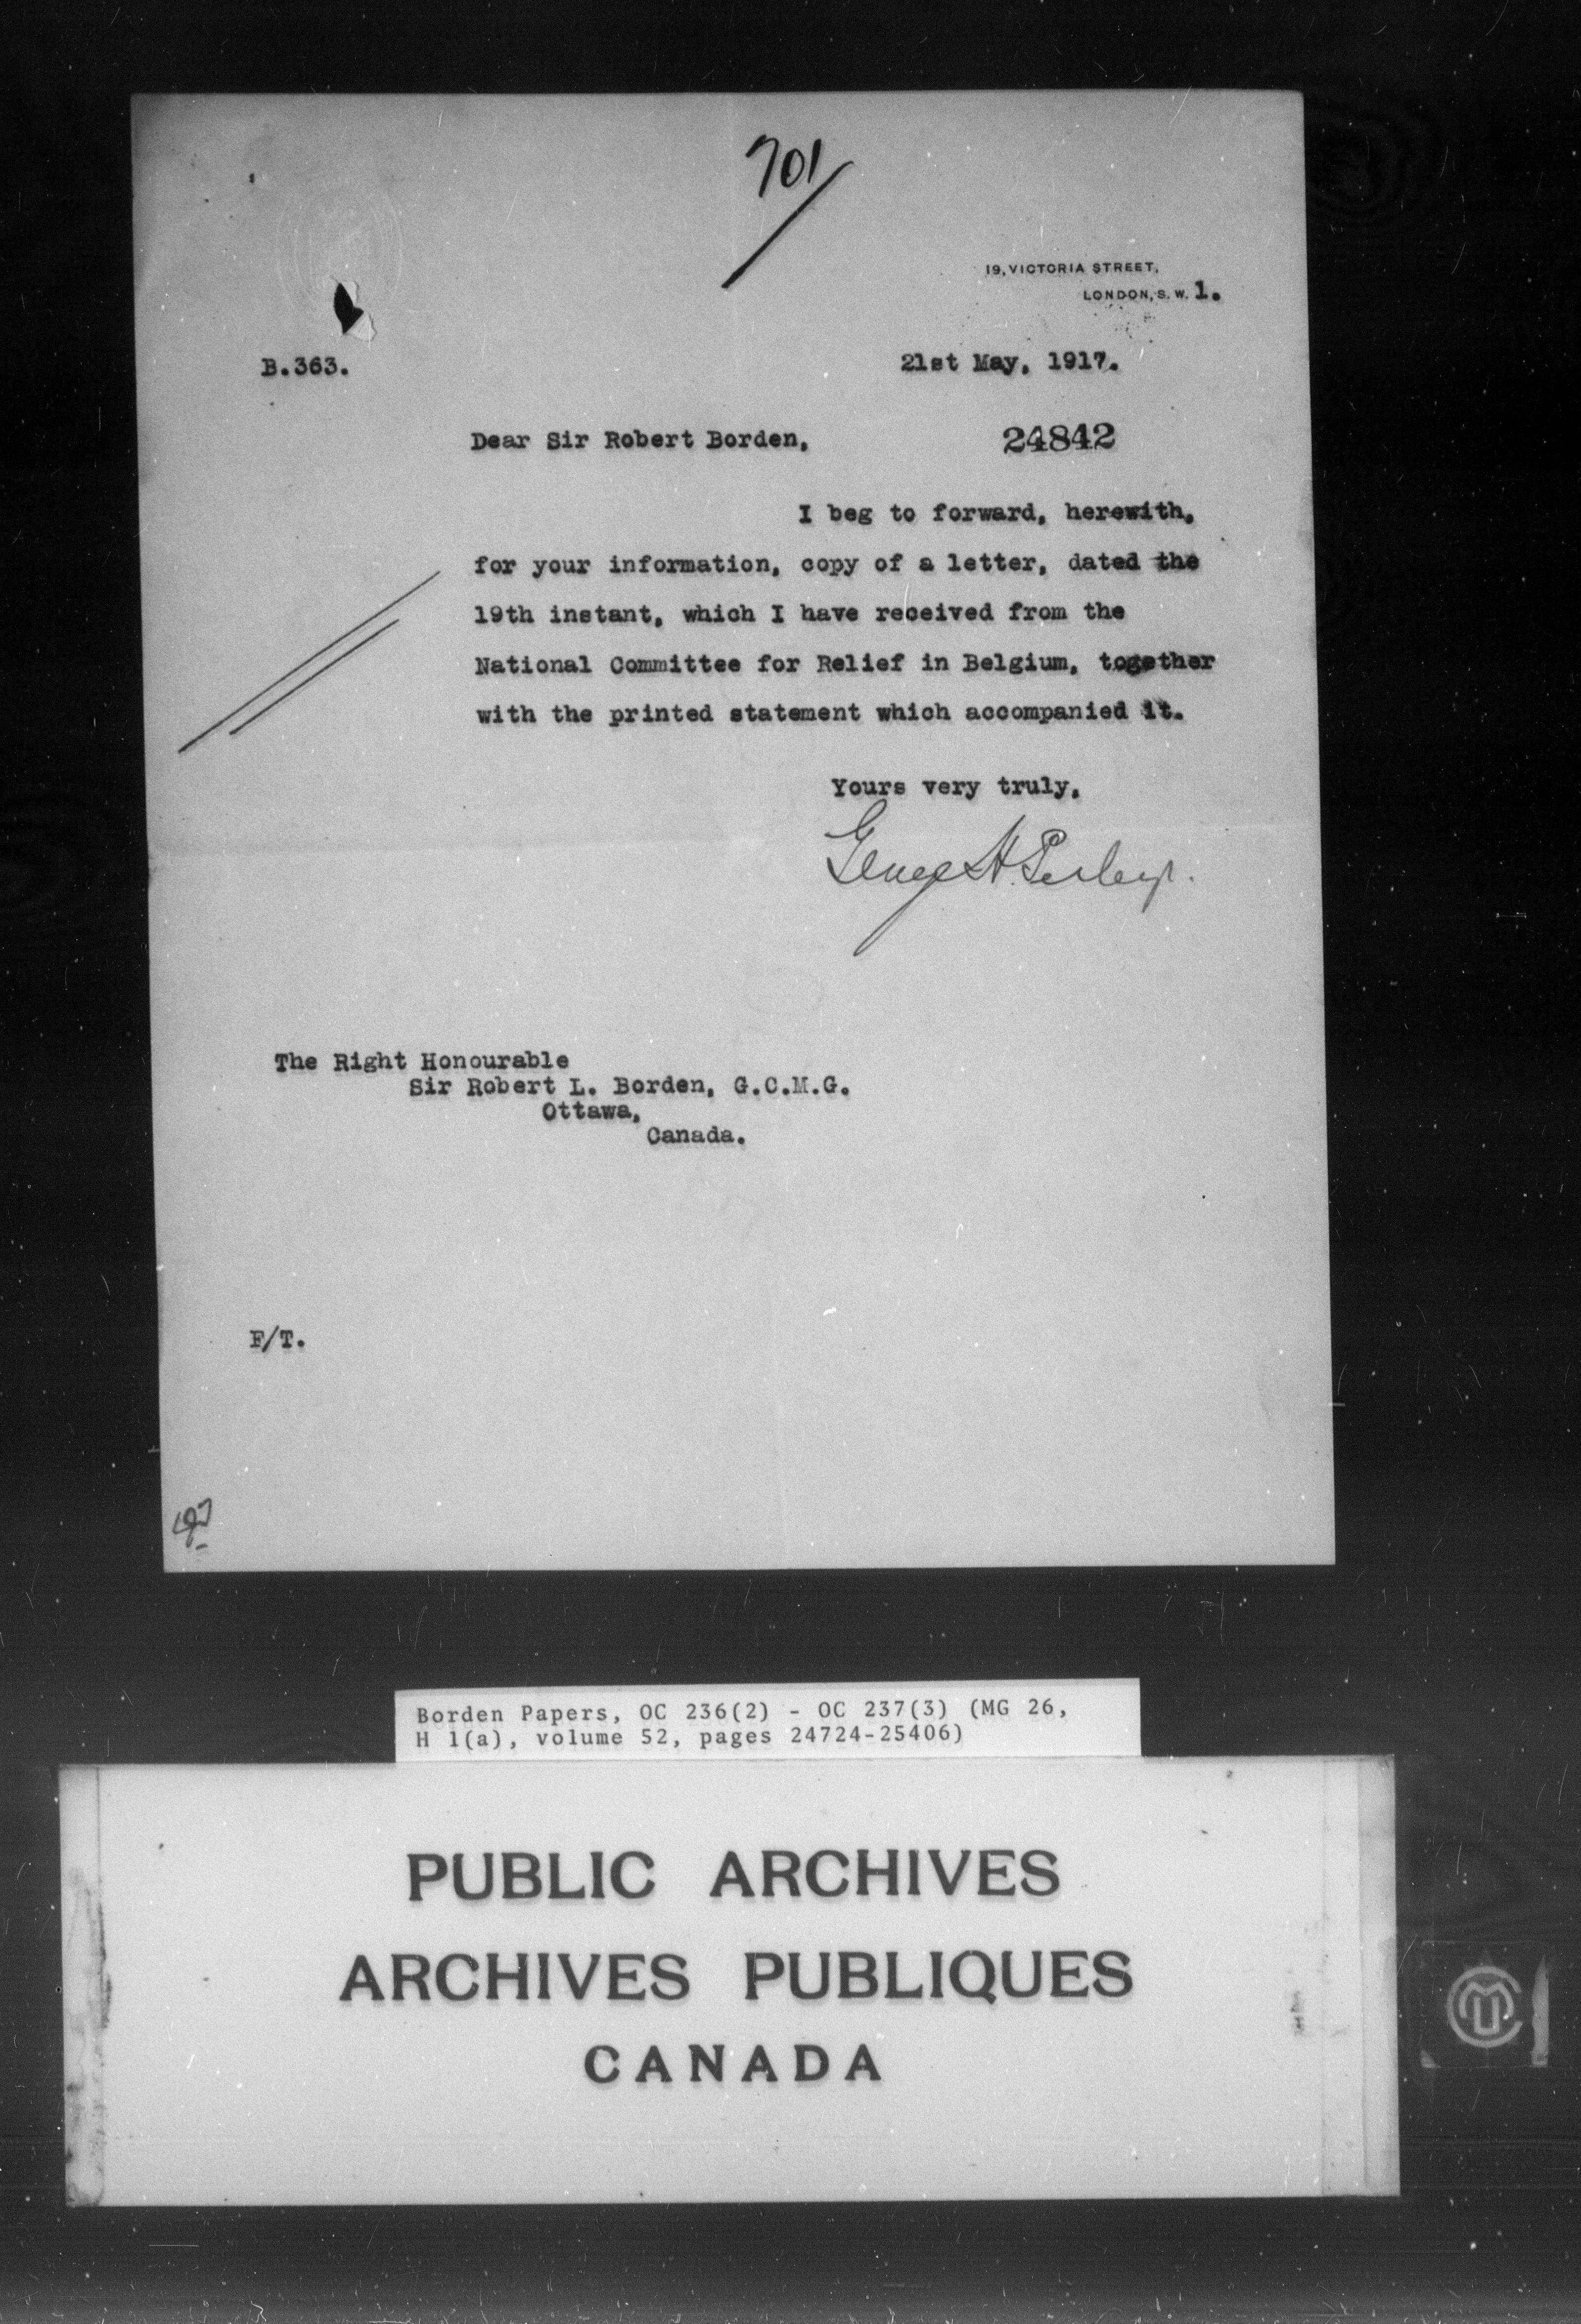 701
19, VICTORIA STREET,
LONDON, S. W. 1.
B.363.
21st May, 1917.
Dear Sir Robert Borden,
24842
I beg to forward, herewith,
for your information, copy of a letter, dated the
19th instant, which I have received from the
National Committee for Relief in Belgium, together
with the printed statement which accompanied it.
Yours very truly,
George H. Perley.
The Right Honourable
Sir Robert L. Borden, G.C.M.G.
Ottawa,
Canada.
F/T.
Borden Papers, OC 236(2) - OC 237(3) (MG 26,
H 1(a), volume 52, pages 24724-25406)
PUBLIC ARCHIVES
ARCHIVES PUBLIQUES
CANADA